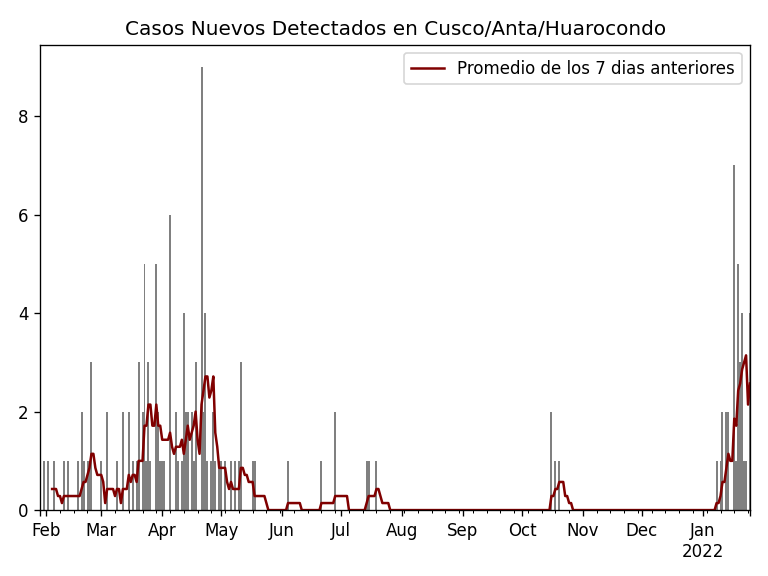 Casos Nuevos Detectados en Cusco/Anta/Huarocondo
Promedio de los 7 dias anteriores
8
6
4
2
0
Feb Mar Apr May Jun Jul Aug Sep Oct Nov Dec Jan
2022